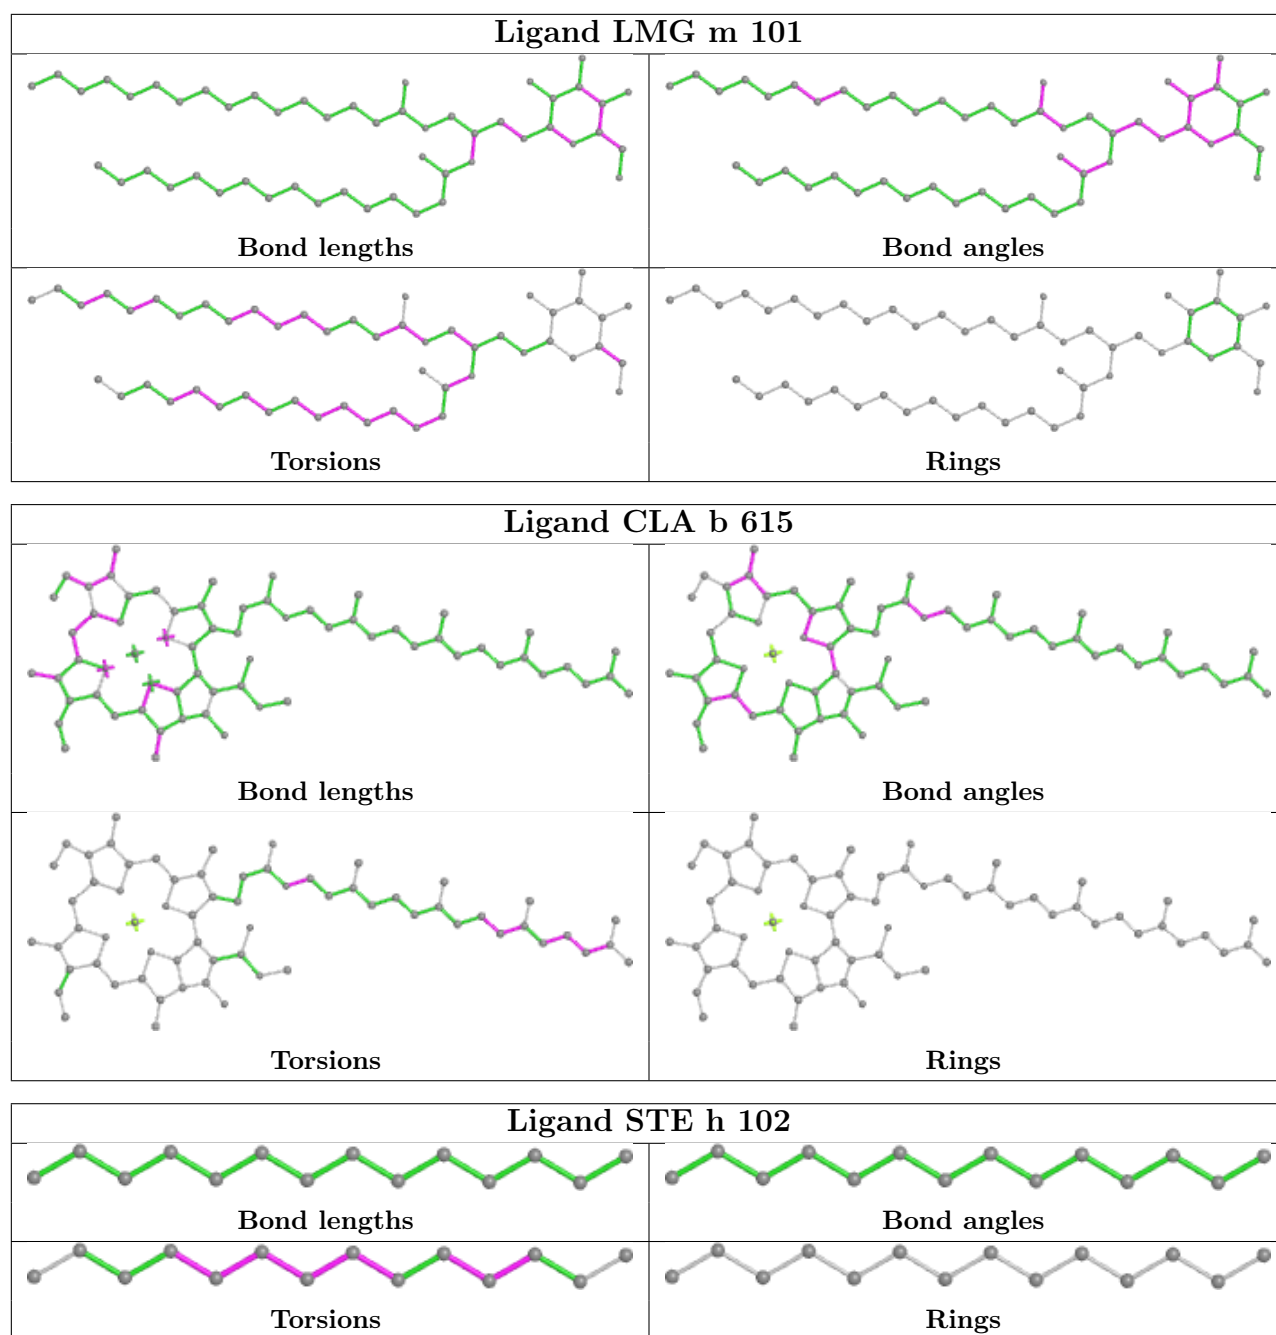 Ligand LMG m 101
Bond lengths
Bond angles
Torsions
Rings
Ligand CLA b 615
Bond lengths
Bond angles
Torsions
Rings
Ligand STE h 102
Bond lengths
Bond angles
Torsions
Rings